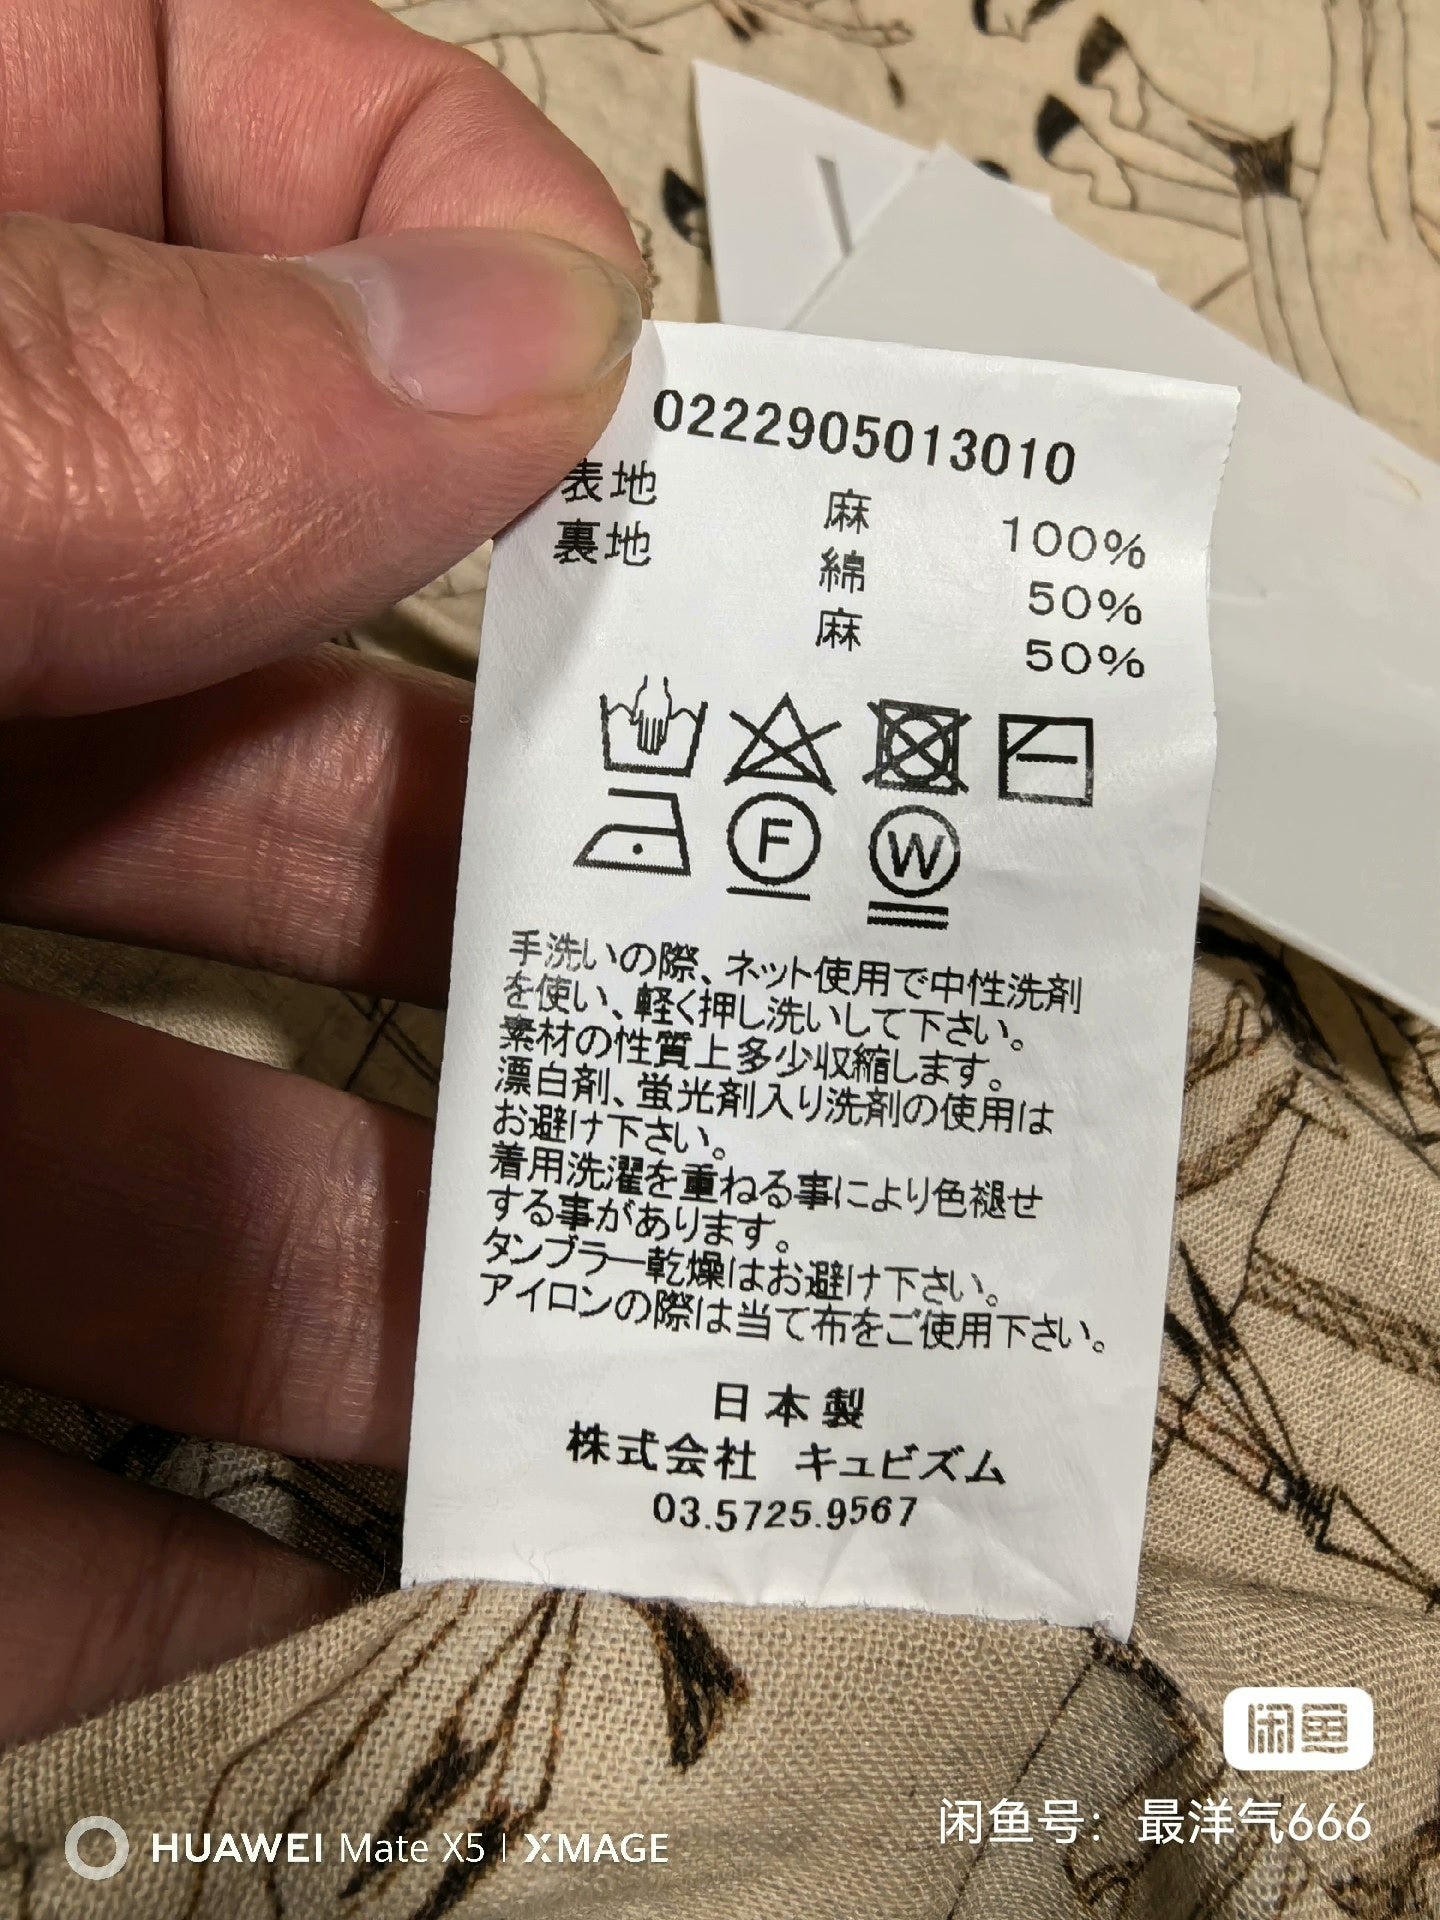 0222905013010
表地 麻 100%
裏地 綿 50%
麻 50%
F W
手洗いの際、ネット使用で中性洗剤
を使い、軽く押し洗いして下さい。
素材の性質上多少収縮します。
漂白剤、蛍光剤入り洗剤の使用は
お避け下さい。
着用洗濯を重ねる事により色褪せ
する事があります。
タンブラー乾燥はお避け下さい。
アイロンの際は当て布をご使用下さい。
日本製
株式会社 キュビズム
03.5725.9567
闲鱼
闲鱼号：最洋气666
HUAWEI Mate X5 | XMAGE